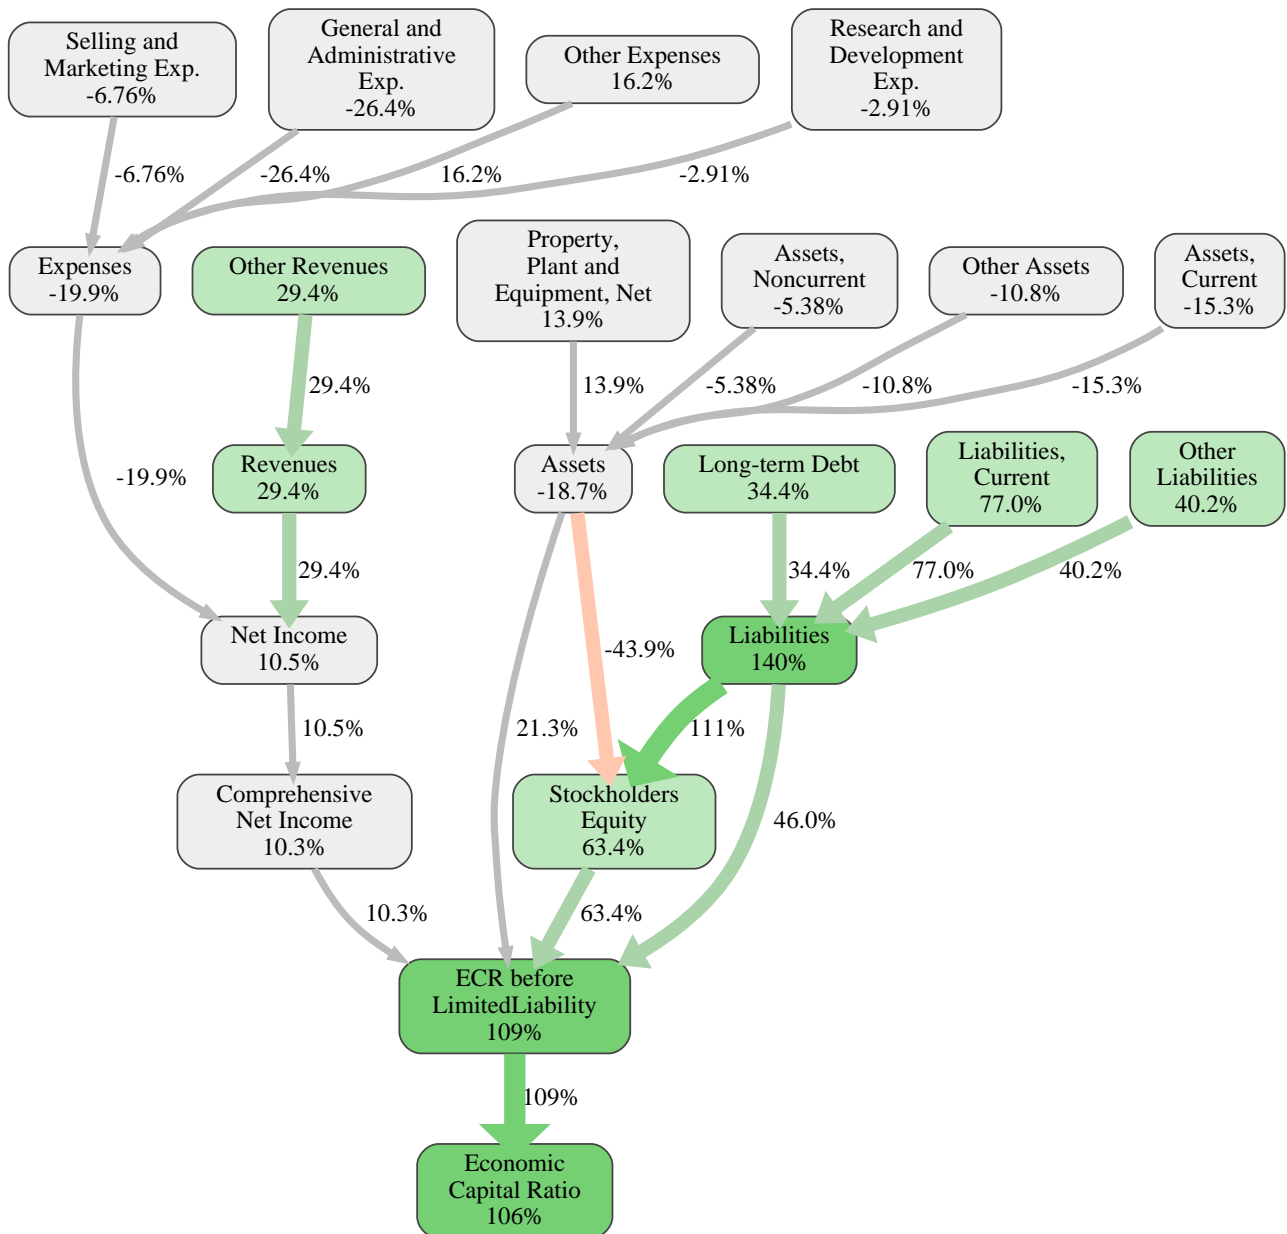 Selling and
Marketing Exp.
-6.76%
General and
Administrative
Exp.
-26.4%
Other Expenses
16.2%
Research and
Development
Exp.
-2.91%
-6.76%
-26.4%
16.2%
-2.91%
Expenses
-19.9%
Other Revenues
29.4%
Property,
Plant and
Equipment, Net
13.9%
Assets,
Noncurrent
-5.38%
Other Assets
-10.8%
Assets,
Current
-15.3%
29.4%
13.9%
-5.38%
-10.8%
-15.3%
Revenues
29.4%
Assets
-18.7%
Long-term Debt
34.4%
Liabilities,
Current
77.0%
Other
Liabilities
40.2%
-19.9%
29.4%
34.4%
77.0%
40.2%
Net Income
10.5%
-43.9%
Liabilities
140%
10.5%
21.3%
111%
Comprehensive
Net Income
10.3%
Stockholders
Equity
63.4%
46.0%
10.3%
63.4%
ECR before
LimitedLiability
109%
109%
Economic
Capital Ratio
106%